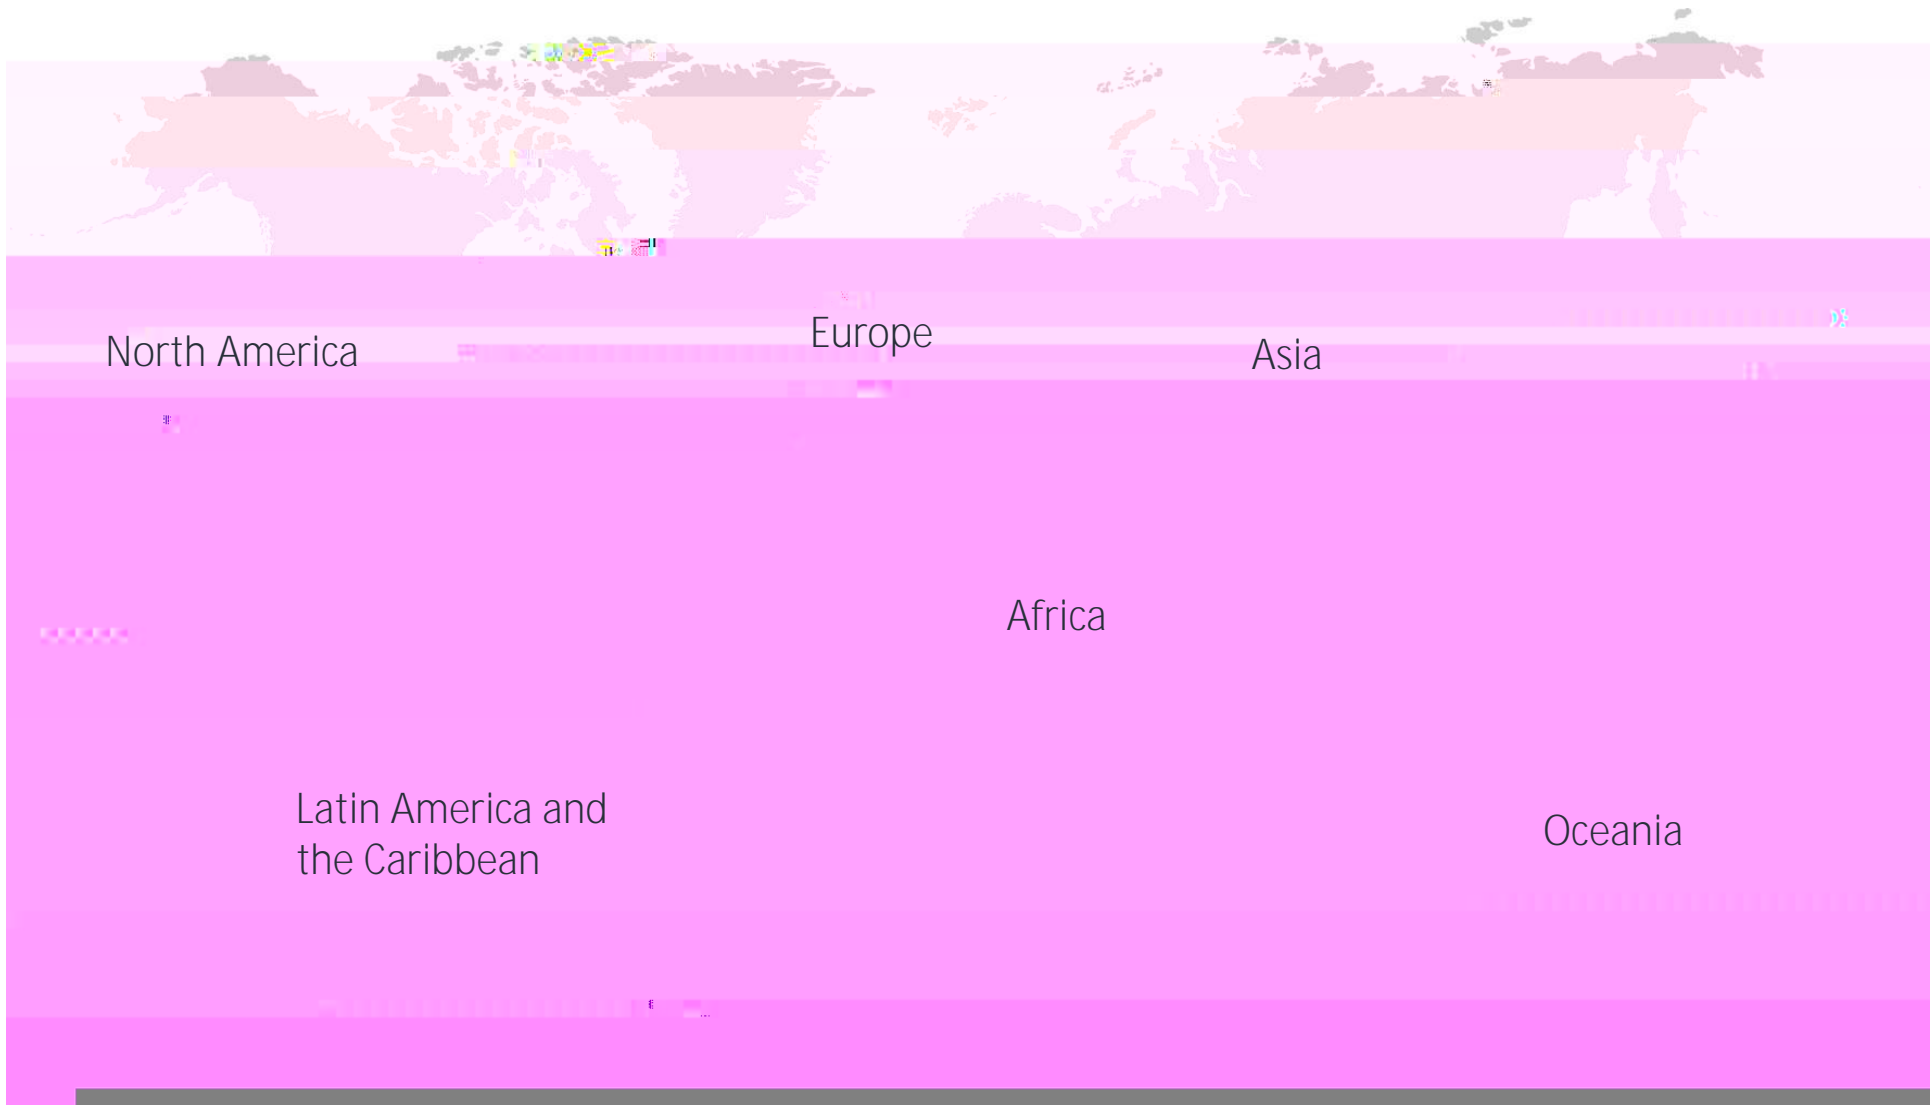 Europe
North America
Asia
Africa
Latin America and
the Caribbean
Oceania